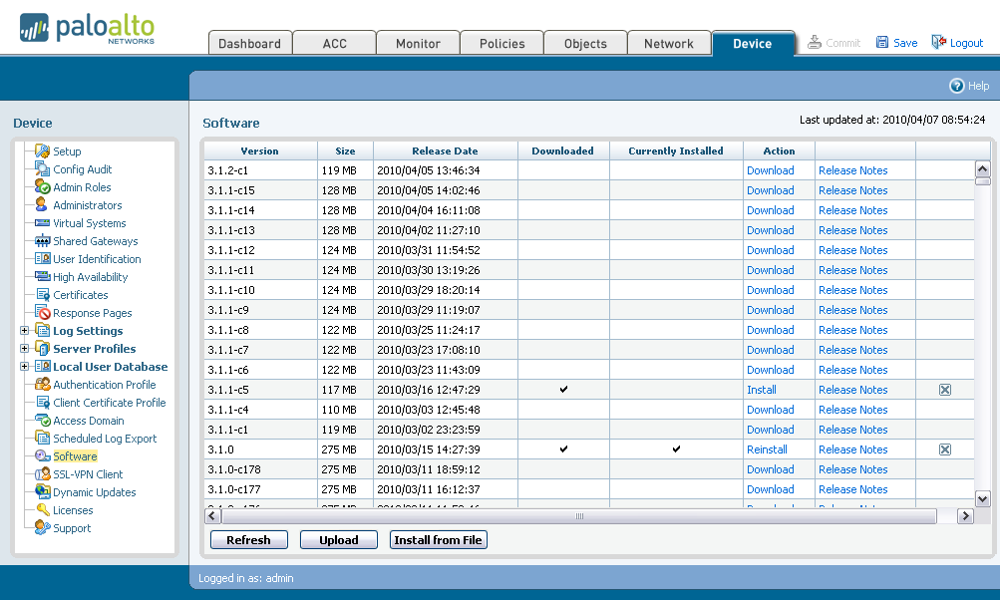 paloalto
NETWORKS
Dashboard ACC Monitor Policies Objects Network Device Commit Save Logout
Help
Device
Setup
Config Audit
Admin Roles
Administrators
Virtual Systems
Shared Gateways
User Identification
High Availability
Certificates
Response Pages
Log Settings
Server Profiles
Local User Database
Authentication Profile
Client Certificate Profile
Access Domain
Scheduled Log Export
Software
SSL-VPN Client
Dynamic Updates
Licenses
Support
Software Last updated at: 2010/04/07 08:54:24
Version Size Release Date Downloaded Currently Installed Action
3.1.2-c1 119 MB 2010/04/05 13:46:34 Download Release Notes
3.1.1-c15 128 MB 2010/04/05 14:02:46 Download Release Notes
3.1.1-c14 128 MB 2010/04/04 16:11:08 Download Release Notes
3.1.1-c13 128 MB 2010/04/02 11:27:10 Download Release Notes
3.1.1-c12 124 MB 2010/03/31 11:54:52 Download Release Notes
3.1.1-c11 124 MB 2010/03/30 13:19:26 Download Release Notes
3.1.1-c10 124 MB 2010/03/29 18:20:14 Download Release Notes
3.1.1-c9 124 MB 2010/03/29 11:19:07 Download Release Notes
3.1.1-c8 122 MB 2010/03/25 11:24:17 Download Release Notes
3.1.1-c7 122 MB 2010/03/23 17:08:10 Download Release Notes
3.1.1-c6 122 MB 2010/03/23 11:43:09 Download Release Notes
3.1.1-c5 117 MB 2010/03/16 12:47:29 ✔ Install Release Notes
3.1.1-c4 110 MB 2010/03/03 12:45:48 Download Release Notes
3.1.1-c1 119 MB 2010/03/02 23:23:59 Download Release Notes
3.1.0 275 MB 2010/03/15 14:27:39 ✔ ✔ Reinstall Release Notes
3.1.0-c178 275 MB 2010/03/11 18:59:12 Download Release Notes
3.1.0-c177 275 MB 2010/03/11 16:12:37 Download Release Notes
Refresh Upload Install from File
Logged in as: admin